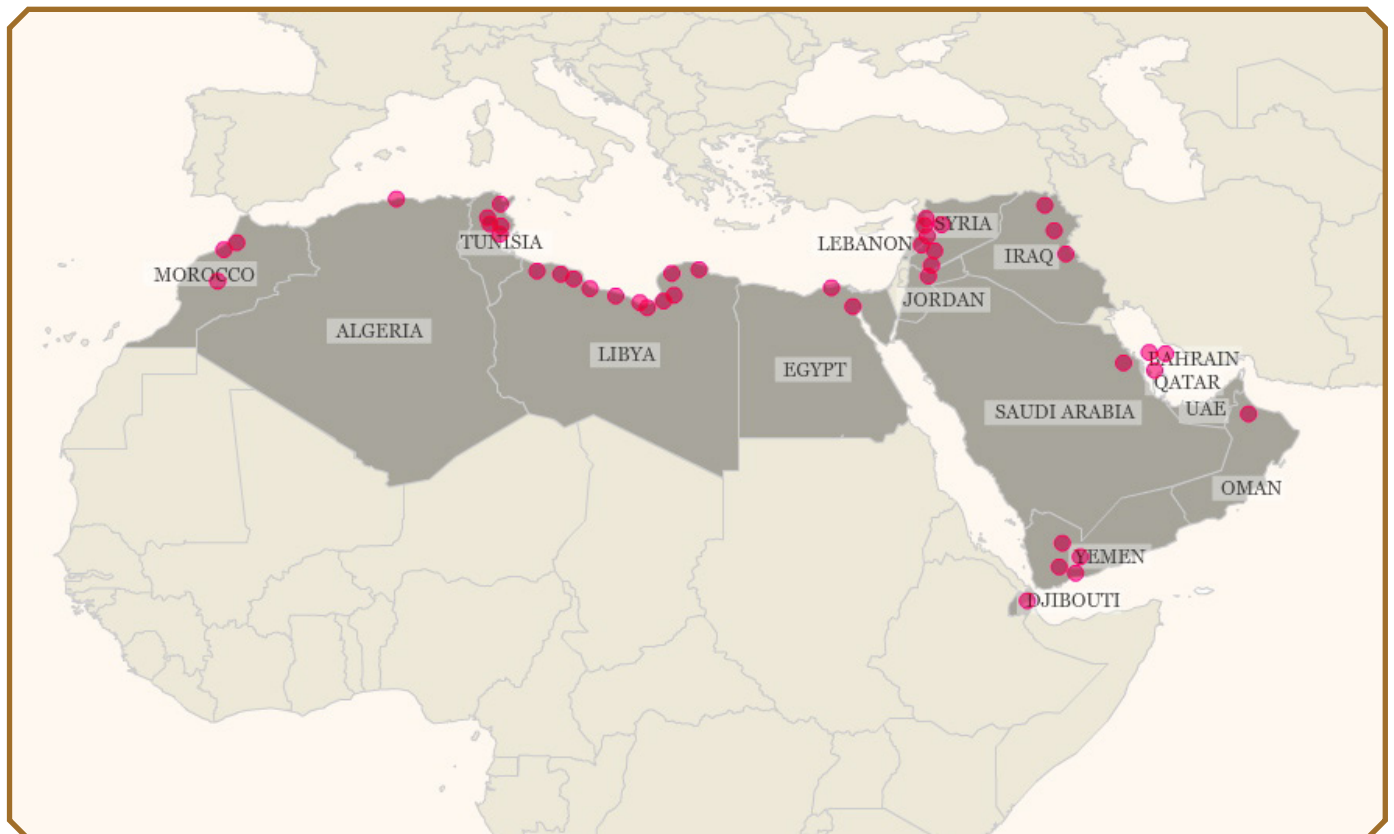 SYRIA
TUNISIA
LEBANON
IRAQ
MOROCCO
JORDAN
ALGERIA
LIBYA
BAHRAIN
EGYPT
QATAR
SAUDI ARABIA
UAE
OMAN
YEMEN
DJIBOUTI